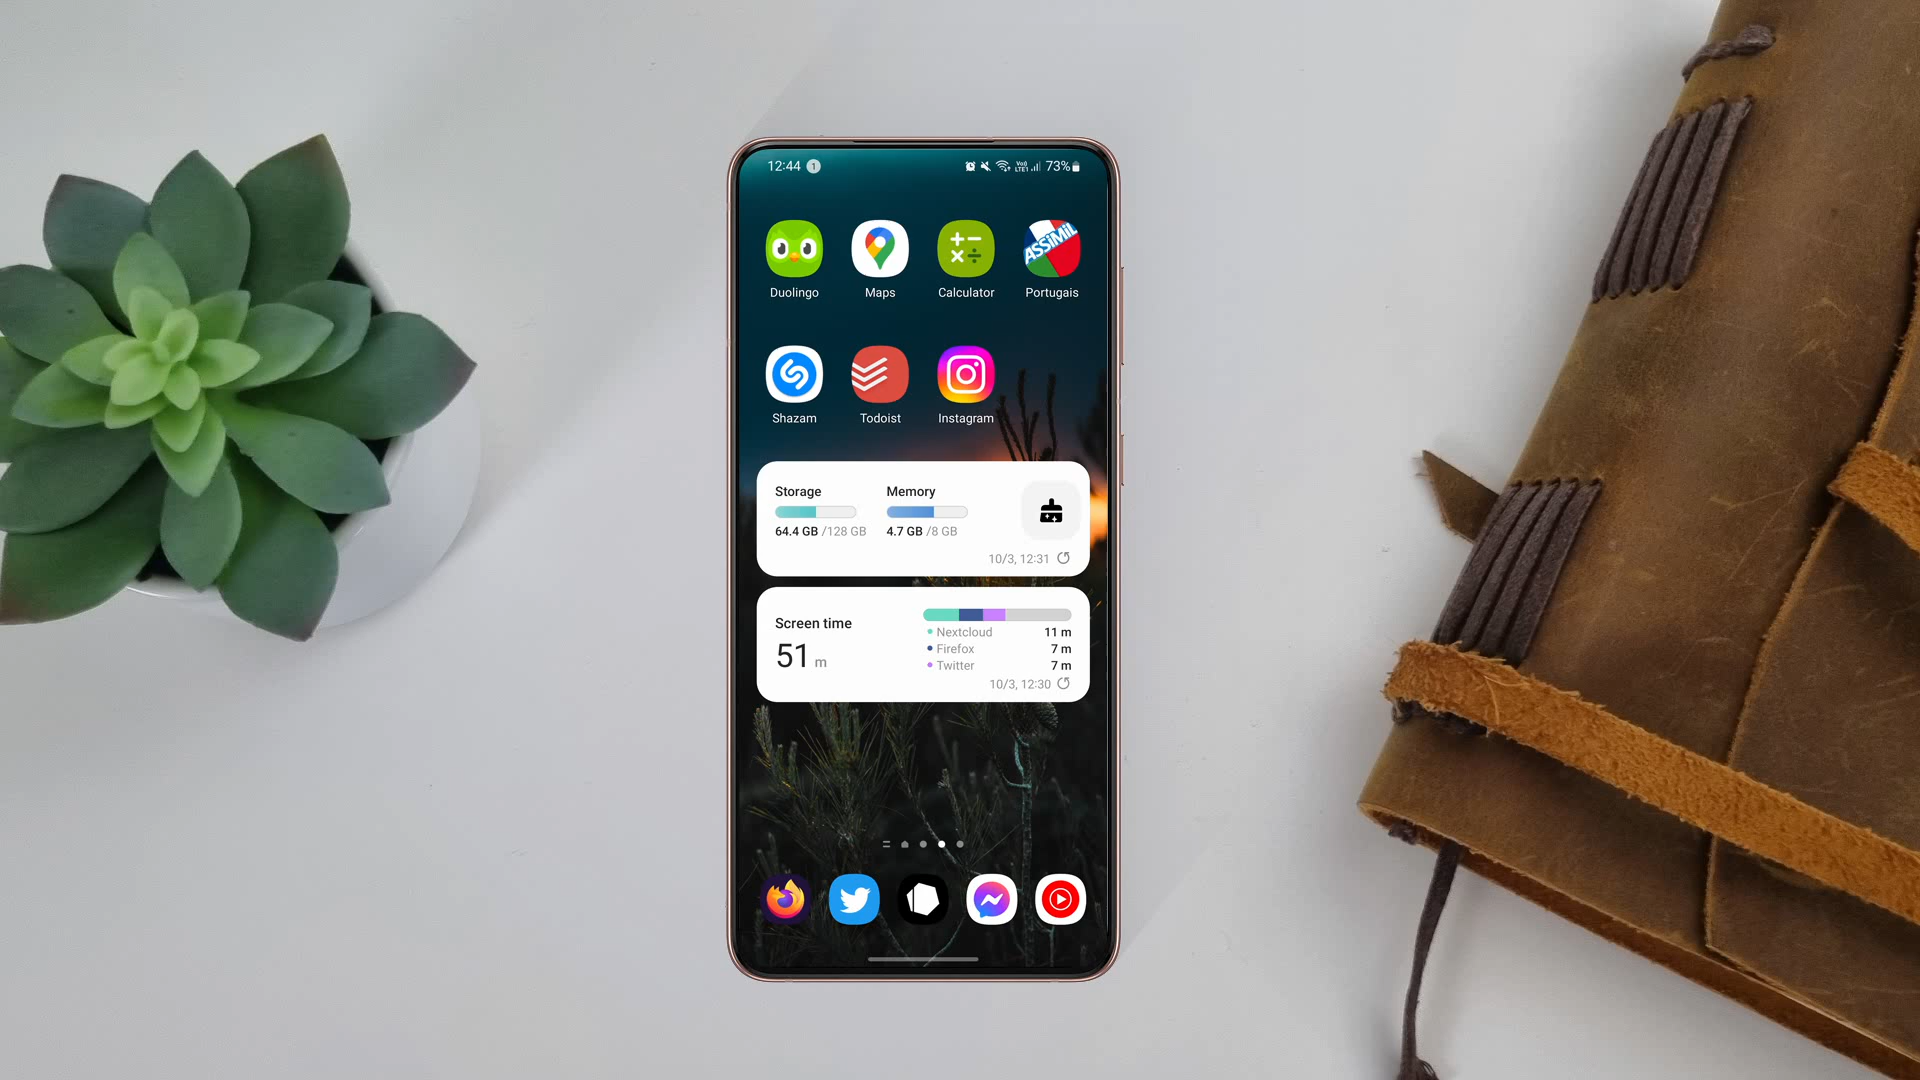 12:44 1 73%
ASSiMiL
Duolingo Maps Calculator Portugais
Shazam Todoist Instagram
Storage Memory
64.4 GB /128 GB 4.7 GB /8 GB
10/3, 12:31
Screen time
51 m
Nextcloud 11 m
Firefox 7 m
Twitter 7 m
10/3, 12:30